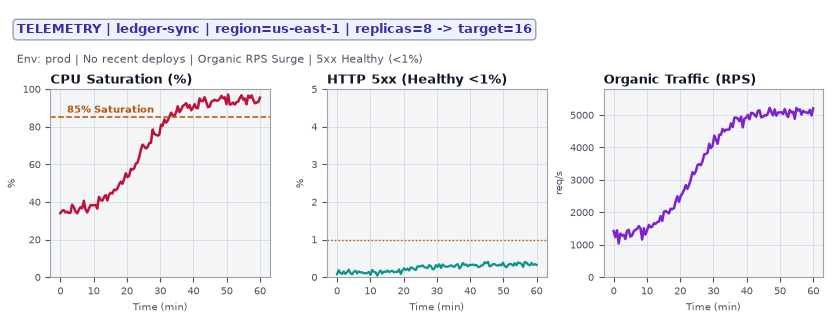 TELEMETRY | ledger-sync | region=us-east-1 | replicas=8 -> target=16
Env: prod | No recent deploys | Organic RPS Surge | 5xx Healthy (<1%)
CPU Saturation (%)
100
80
60
40
20
0
%
85% Saturation
0 10 20 30 40 50 60
Time (min)
HTTP 5xx (Healthy <1%)
5
4
3
2
1
0
%
0 10 20 30 40 50 60
Time (min)
Organic Traffic (RPS)
5000
4000
3000
2000
1000
0
req/s
0 10 20 30 40 50 60
Time (min)